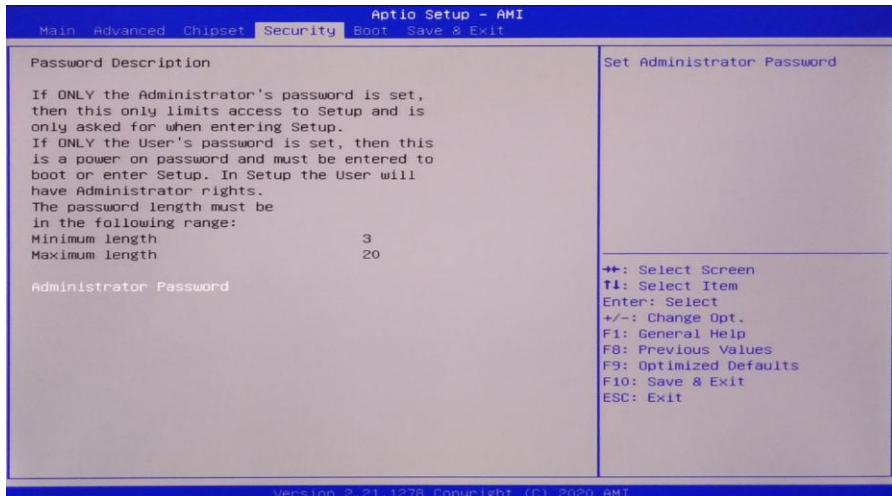 Aptio Setup - AMI
Main Advanced Chipset Security Boot Save & Exit
Password Description
If ONLY the Administrator's password is set,
then this only limits access to Setup and is
only asked for when entering Setup.
If ONLY the User's password is set, then this
is a power on password and must be entered to
boot or enter Setup. In Setup the User will
have Administrator rights.
The password length must be
in the following range:
Minimum length 3
Maximum length 20
Administrator Password
Set Administrator Password
→←: Select Screen
↑↓: Select Item
Enter: Select
+/-: Change Opt.
F1: General Help
F8: Previous Values
F9: Optimized Defaults
F10: Save & Exit
ESC: Exit
Version 2.21.1278 Copyright (C) 2020 AMI